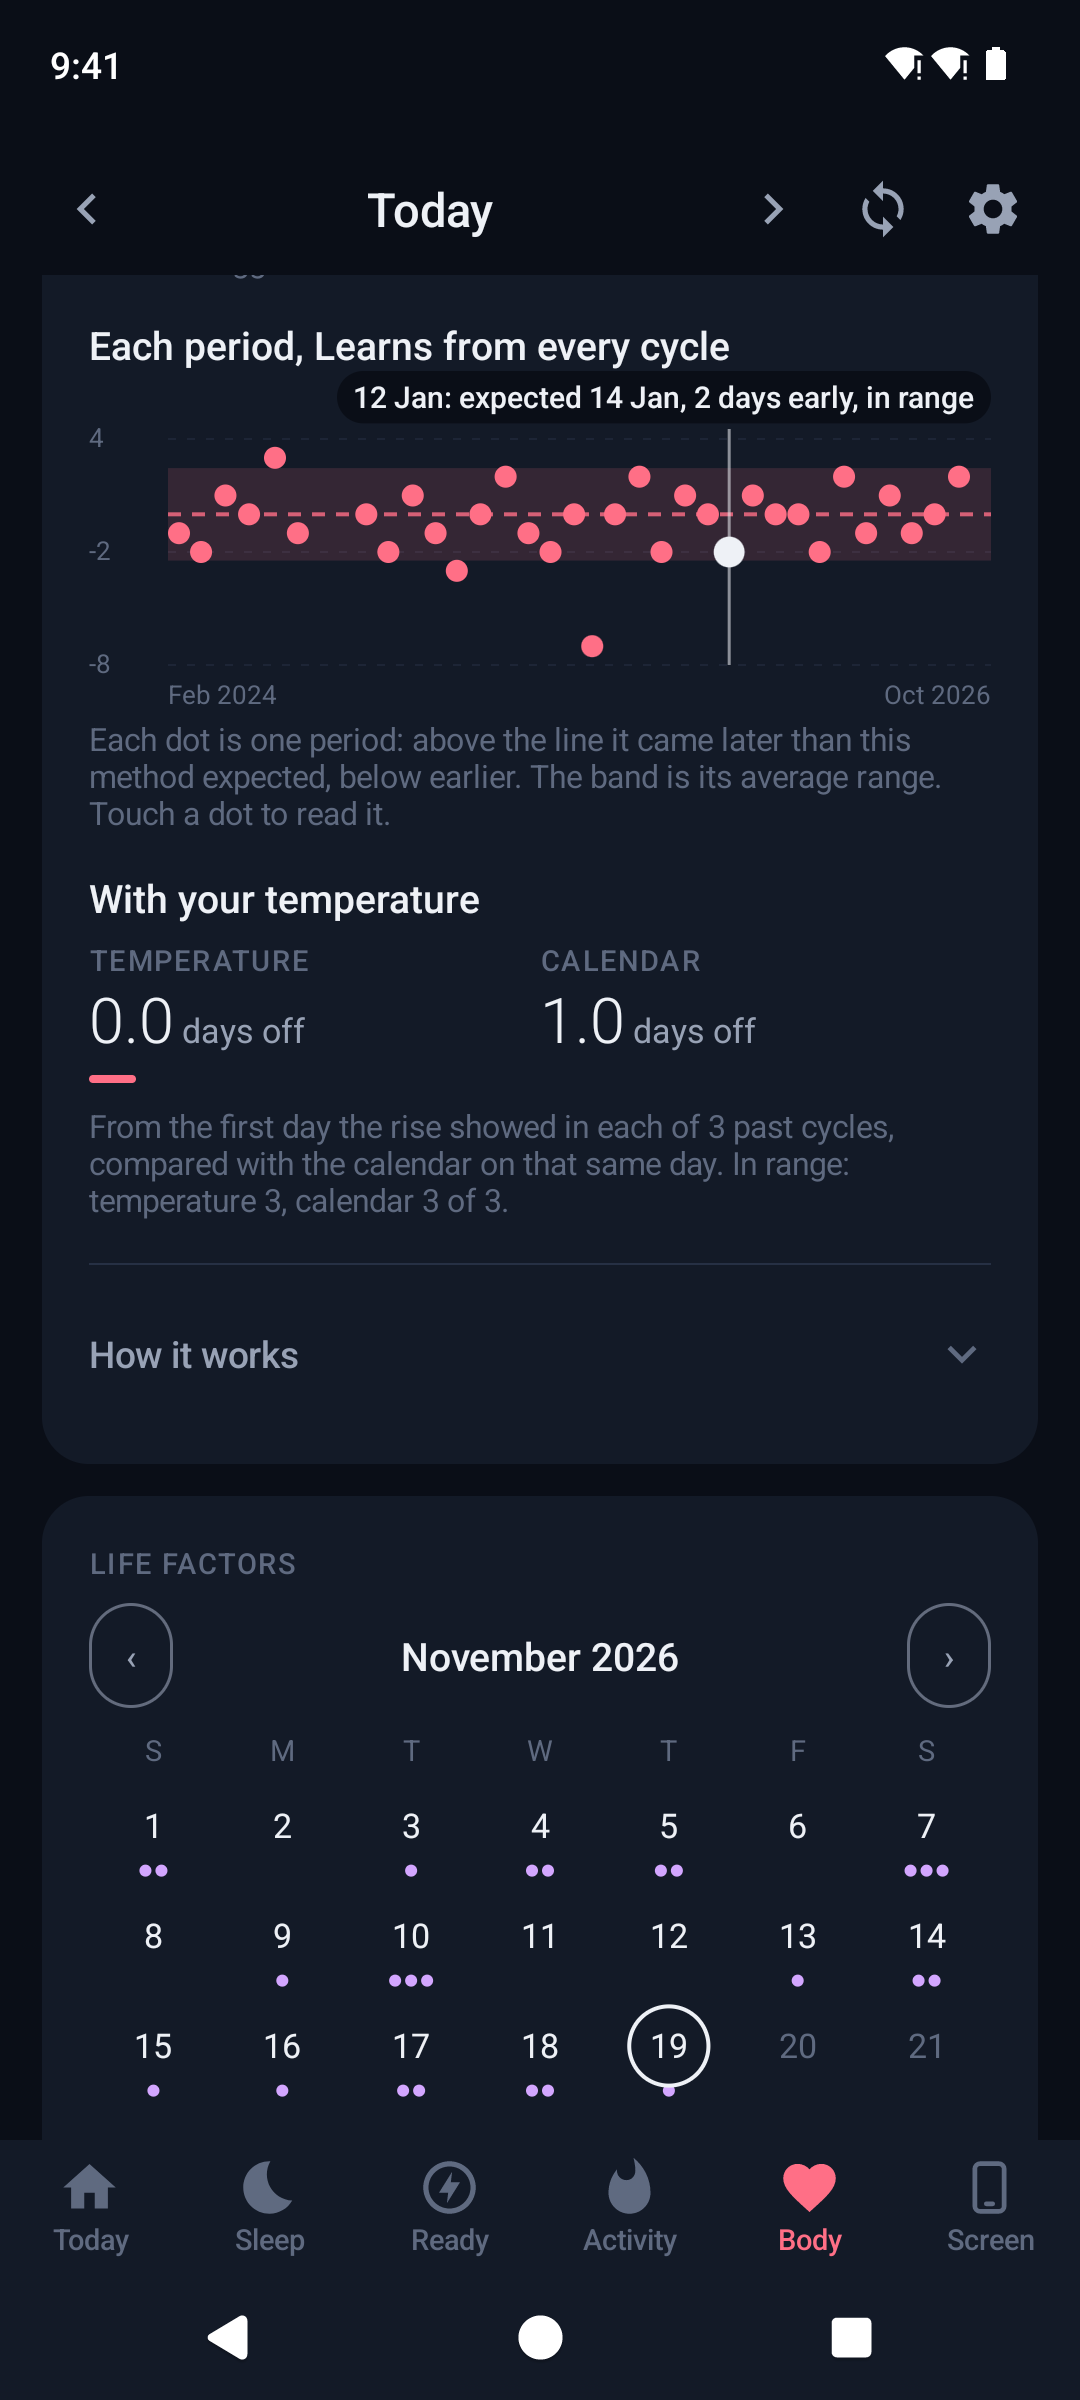 9:41
Today
Each period, Learns from every cycle
12 Jan: expected 14 Jan, 2 days early, in range
4
-2
-8
Feb 2024
Oct 2026
Each dot is one period: above the line it came later than this
method expected, below earlier. The band is its average range.
Touch a dot to read it.
With your temperature
TEMPERATURE
CALENDAR
0.0 days off
1.0 days off
From the first day the rise showed in each of 3 past cycles,
compared with the calendar on that same day. In range:
temperature 3, calendar 3 of 3.
How it works
LIFE FACTORS
‹ November 2026 ›
S M T W T F S
1 2 3 4 5 6 7
8 9 10 11 12 13 14
15 16 17 18 19 20 21
Today Sleep Ready Activity Body Screen